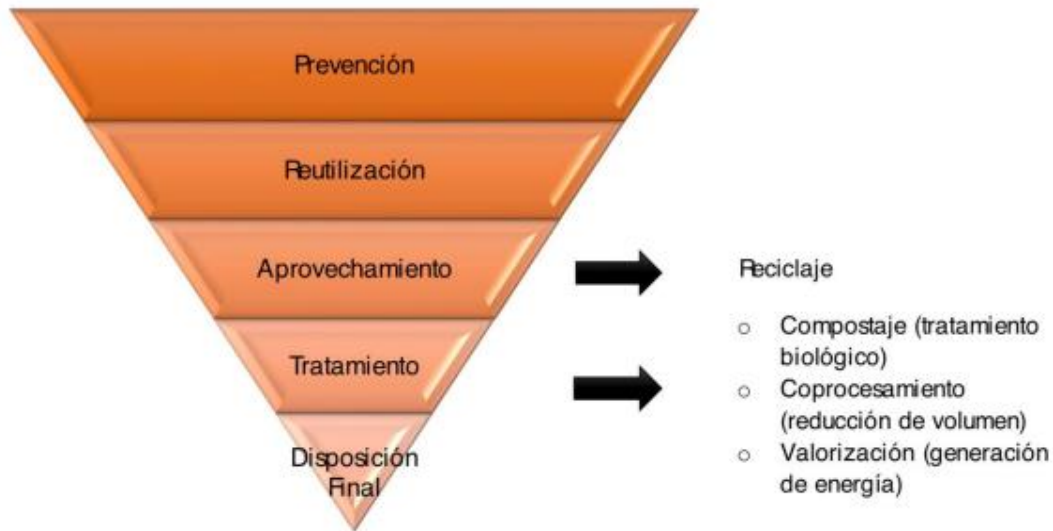 Prevención
Reutilización
Aprovechamiento
Reciclaje
Tratamiento
o Compostaje (tratamiento
biológico)
o Coprocesamiento
(reducción de volumen)
o Valorización (generación
de energía)
Disposición
Final